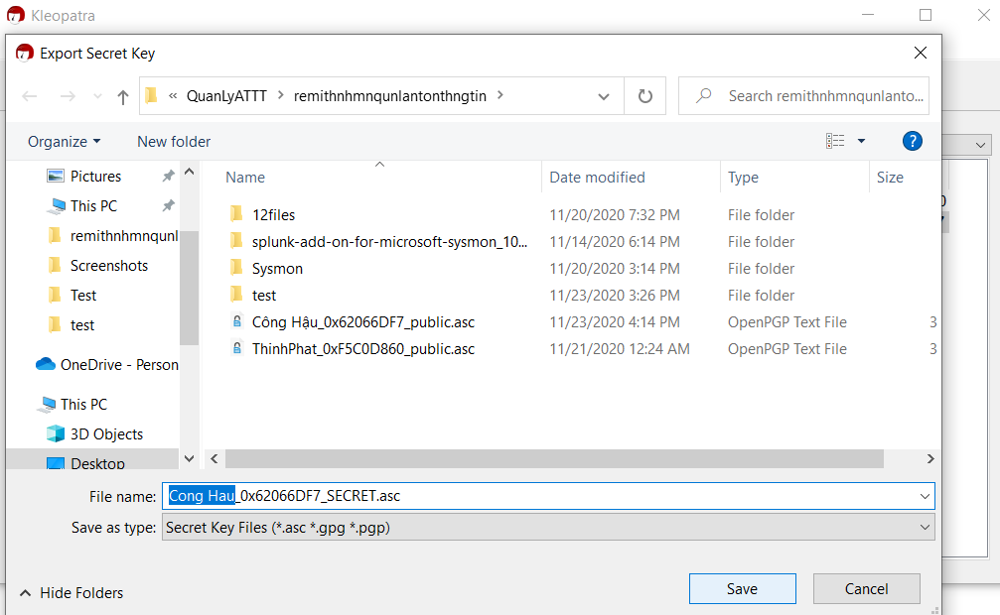 Kleopatra
Export Secret Key
« QuanLyATTT > remithnhmnqunlantonthngtin >
Search remithnhmnqunlanto...
Organize New folder ?
Name Date modified Type Size
Pictures
This PC
remithnhmnqunl
Screenshots
Test
test
OneDrive - Person
This PC
3D Objects
Desktop
12files 11/20/2020 7:32 PM File folder
splunk-add-on-for-microsoft-sysmon_10... 11/14/2020 6:14 PM File folder
Sysmon 11/20/2020 3:14 PM File folder
test 11/23/2020 3:26 PM File folder
Công Hậu_0x62066DF7_public.asc 11/23/2020 4:14 PM OpenPGP Text File 3
ThinhPhat_0xF5C0D860_public.asc 11/21/2020 12:24 AM OpenPGP Text File 3
File name: Cong Hau_0x62066DF7_SECRET.asc
Save as type: Secret Key Files (*.asc *.gpg *.pgp)
Hide Folders
Save Cancel